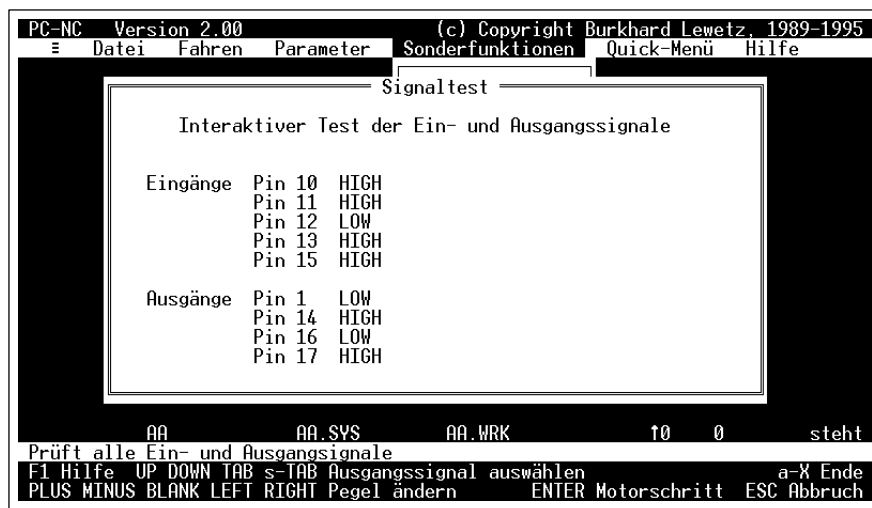 PC-NC Version 2.00 (c) Copyright Burkhard Lewetz, 1989-1995
≡ Datei Fahren Parameter Sonderfunktionen Quick-Menü Hilfe
Signaltest
Interaktiver Test der Ein- und Ausgangssignale
Eingänge Pin 10 HIGH
Pin 11 HIGH
Pin 12 LOW
Pin 13 HIGH
Pin 15 HIGH
Ausgänge Pin 1 LOW
Pin 14 HIGH
Pin 16 LOW
Pin 17 HIGH
AA AA.SYS AA.WRK ↑0 0 steht
Prüft alle Ein- und Ausgangsignale
F1 Hilfe UP DOWN TAB s-TAB Ausgangssignal auswählen a-X Ende
PLUS MINUS BLANK LEFT RIGHT Pegel ändern ENTER Motorschritt ESC Abbruch